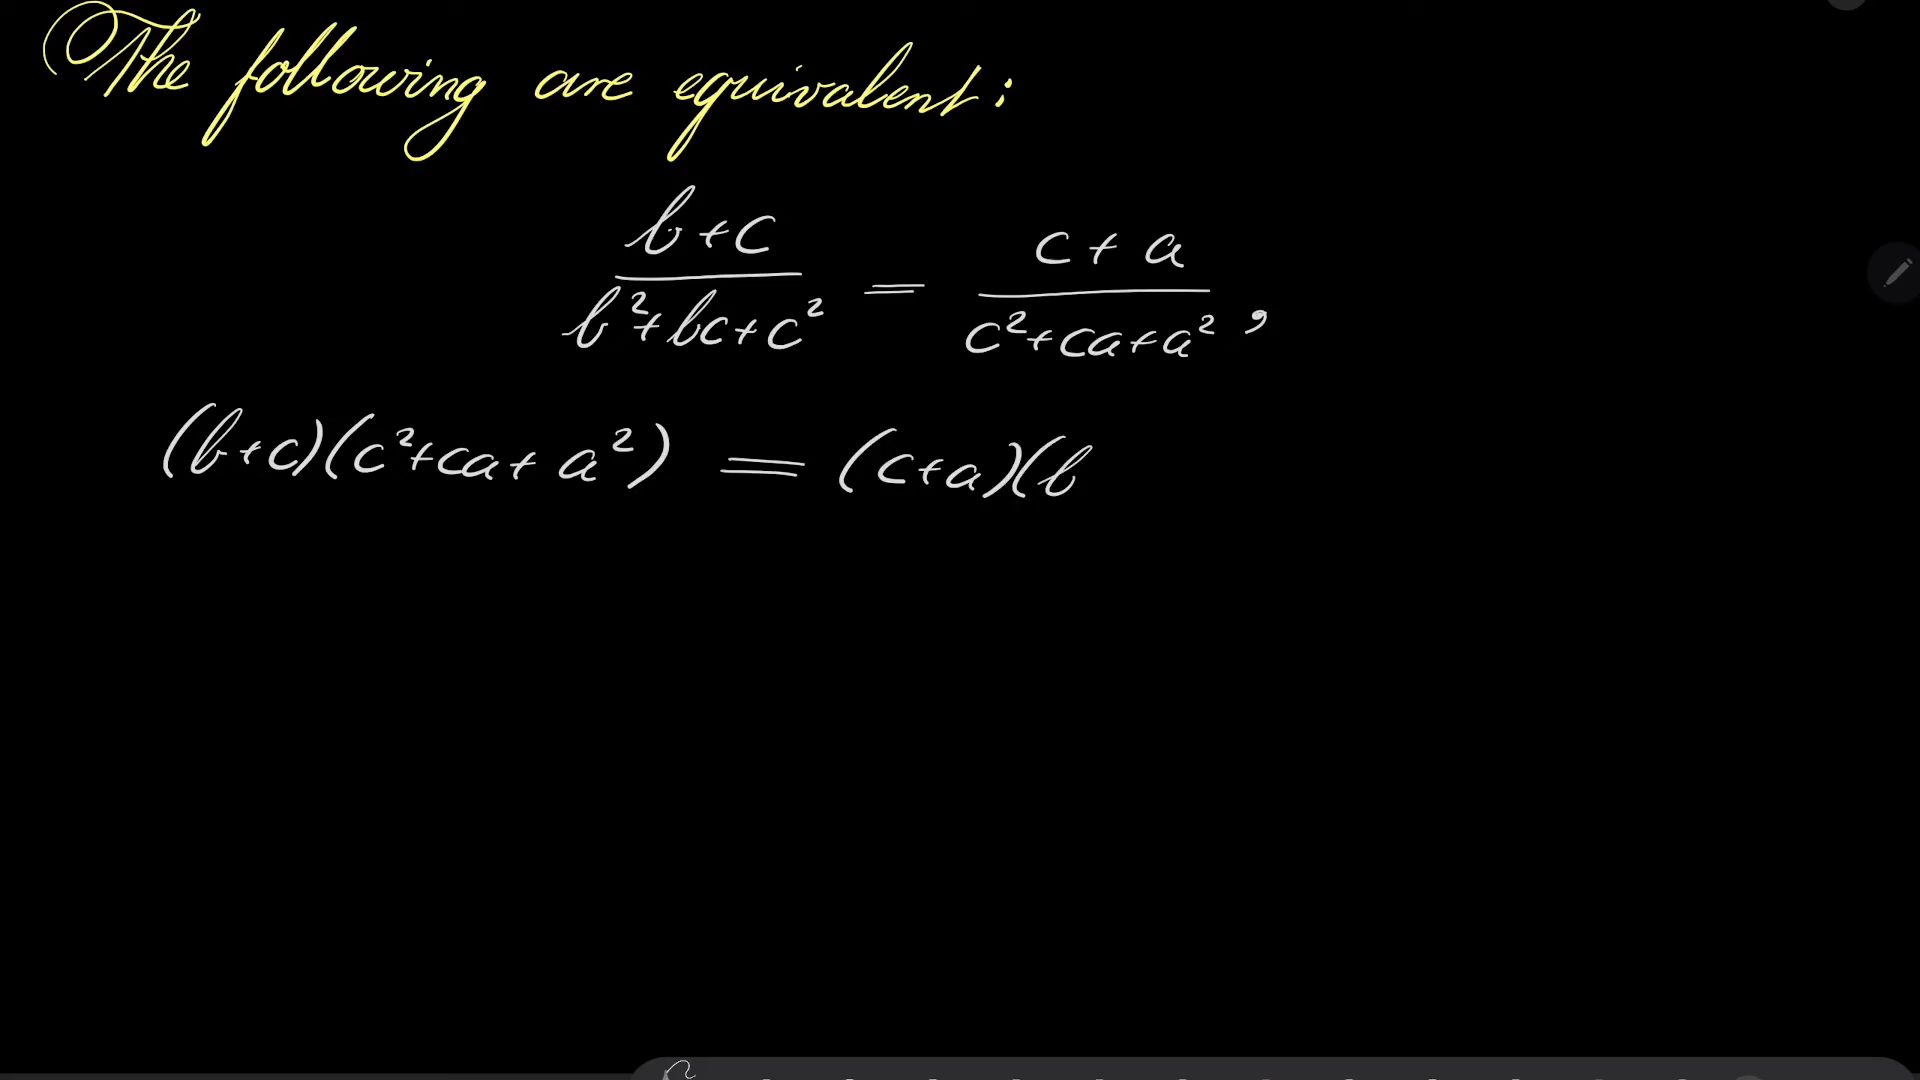 The following are equivalent:
b+c / b²+bc+c² = c+a / c²+ca+a²,
(b+c)(c²+ca+a²) = (c+a)(b